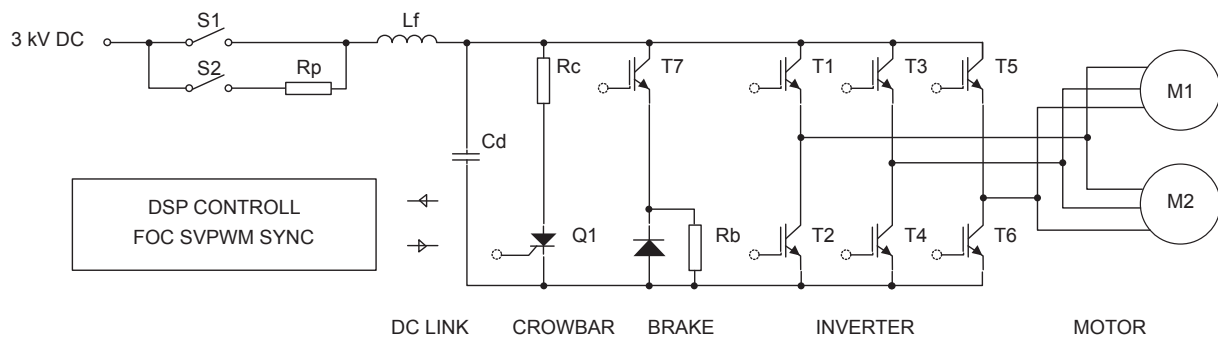 S1
Lf
3 kV DC
S2
Rp
Rc
T7
T1
T3
T5
M1
Cd
DSP CONTROLL
FOC SVPWM SYNC
Q1
Rb
T2
T4
T6
M2
DC LINK
CROWBAR
BRAKE
INVERTER
MOTOR